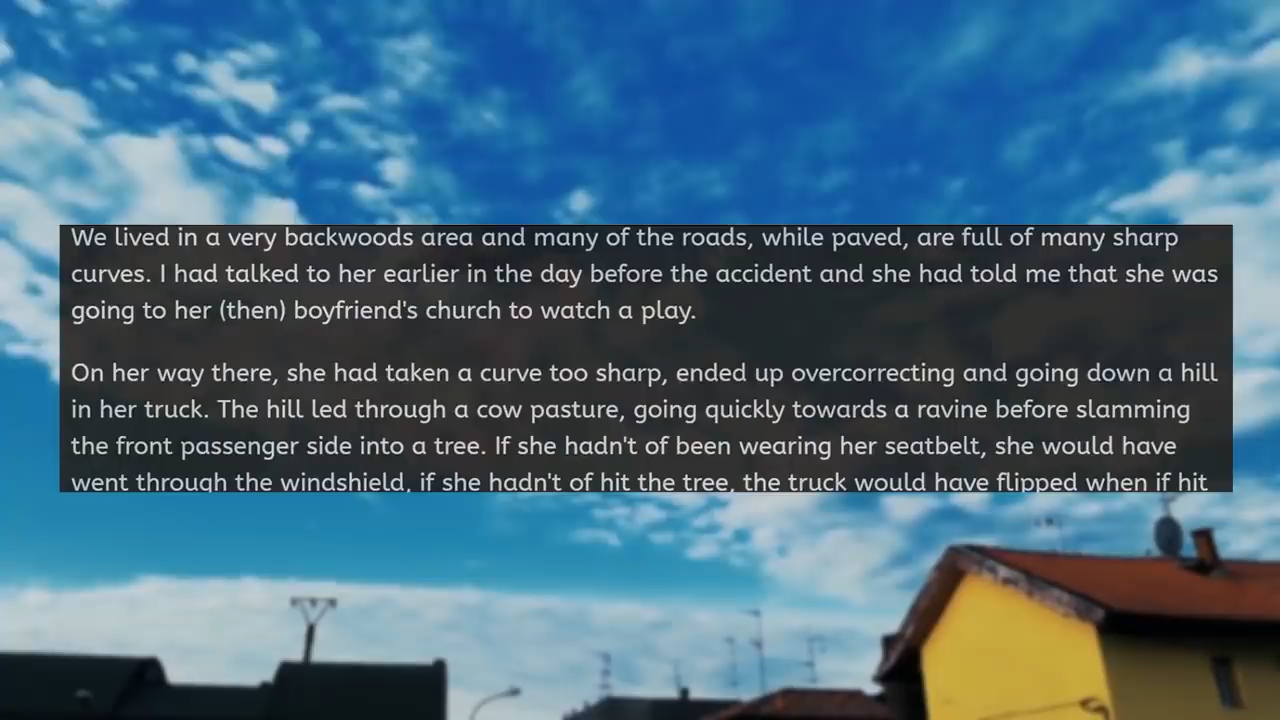 We lived in a very backwoods area and many of the roads, while paved, are full of many sharp
curves. I had talked to her earlier in the day before the accident and she had told me that she was
going to her (then) boyfriend's church to watch a play.
On her way there, she had taken a curve too sharp, ended up overcorrecting and going down a hill
in her truck. The hill led through a cow pasture, going quickly towards a ravine before slamming
the front passenger side into a tree. If she hadn't of been wearing her seatbelt, she would have
went through the windshield, if she hadn't of hit the tree, the truck would have flipped when if hit